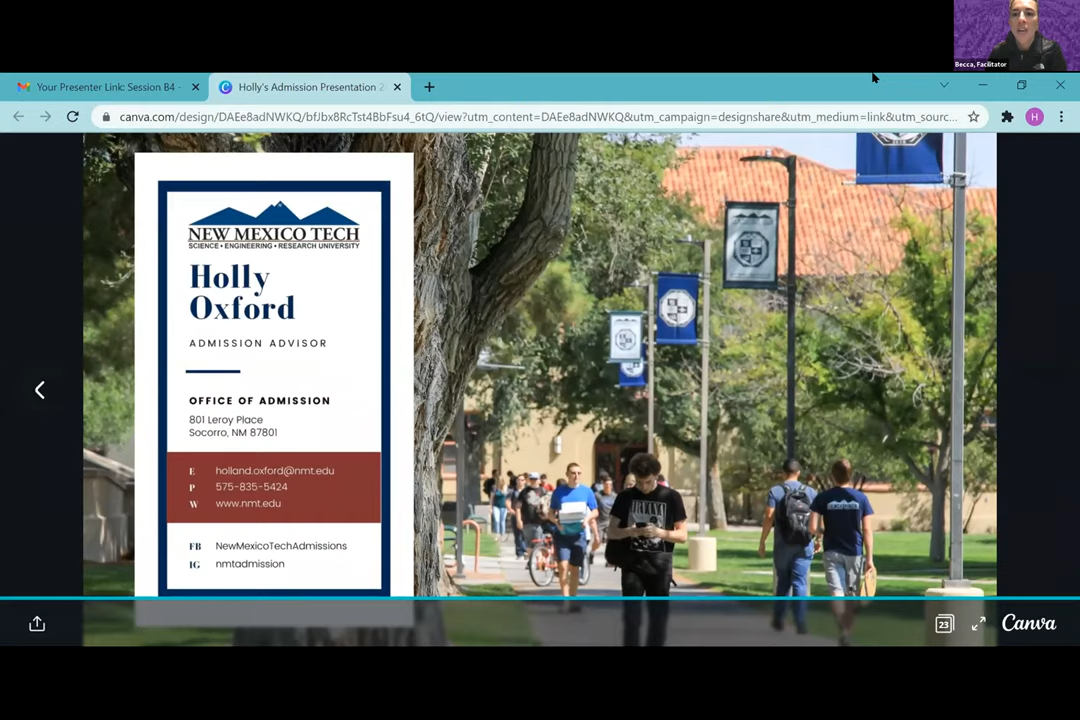 Becca, Facilitator
Your Presenter Link: Session B4 -
Holly's Admission Presentation 2
canva.com/design/DAEe8adNWKQ/bfJbx8RcTst4BbFsu4_6tQ/view?utm_content=DAEe8adNWKQ&utm_campaign=designshare&utm_medium=link&utm_sourc...
H
NEW MEXICO TECH
SCIENCE • ENGINEERING • RESEARCH UNIVERSITY
Holly
Oxford
ADMISSION ADVISOR
OFFICE OF ADMISSION
801 Leroy Place
Socorro, NM 87801
E holland.oxford@nmt.edu
P 575-835-5424
W www.nmt.edu
FB NewMexicoTechAdmissions
IG nmtadmission
23
Canva